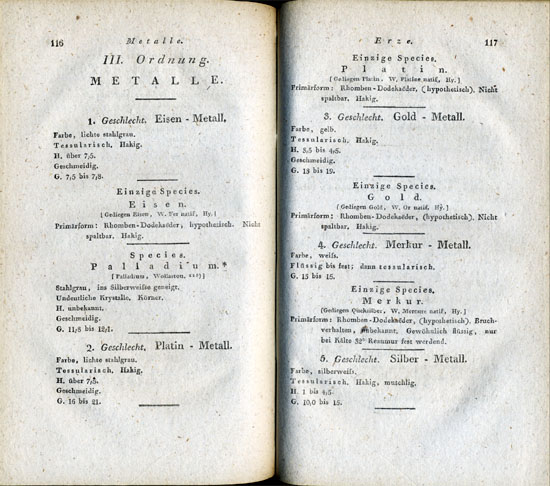 116
Metalle.
III. Ordnung.
METALLE.
1. Geschlecht. Eisen - Metall.
Farbe, lichte stahlgrau.
Tessularisch. Hakig.
H. über 7,5.
Geschmeidig.
G. 7,5 bis 7,8.
Einzige Species.
Eisen.
(Gediegen Eisen, W. Fer natif, Hy.)
Primärform: Rhomben-Dodekaëder, hypothetisch. Nicht
spaltbar. Hakig.
Species.
Palladium.*
(Palladium, Wollaston,
Stahlgrau, ins Silberweisse geneigt.
Undeutliche Krystalle. Körner.
H. unbekannt.
Geschmeidig.
G. 11,8 bis 12,1.
2. Geschlecht. Platin - Metall.
Farbe, lichte stahlgrau.
Tessularisch. Hakig.
H. über 7,5.
Geschmeidig.
G. 16 bis 21.
Erze.
117
Einzige Species.
Platin.
(Gediegen Platin, W. Platine natif, Hy.)
Primärform: Rhomben-Dodekaëder, (hypothetisch). Nicht
spaltbar. Hakig.
3. Geschlecht. Gold - Metall.
Farbe, gelb.
Tessularisch. Hakig.
H. 3,5 bis 4,5.
Geschmeidig.
G. 13 bis 19.
Einzige Species.
Gold.
(Gediegen Gold, W. Or natif, Hy.)
Primärform: Rhomben-Dodekaëder, (hypothetisch). Nicht
spaltbar. Hakig.
4. Geschlecht. Merkur - Metall.
Farbe, weiss.
Flüssig bis fest; dann tessularisch.
G. 13 bis 15.
Einzige Species.
Merkur.
(Gediegen Quecksilber, W. Mercure natif, Hy.)
Primärform: Rhomben-Dodekaëder, (hypothetisch). Bruch-
verhalten, unbekannt. Gewöhnlich flüssig, nur
bei Kälte 32° Reaumur fest werdend.
5. Geschlecht. Silber - Metall.
Farbe, silberweiss.
Tessularisch. Hakig, muschlig.
H. 1 bis 4,5.
G. 10,0 bis 15.